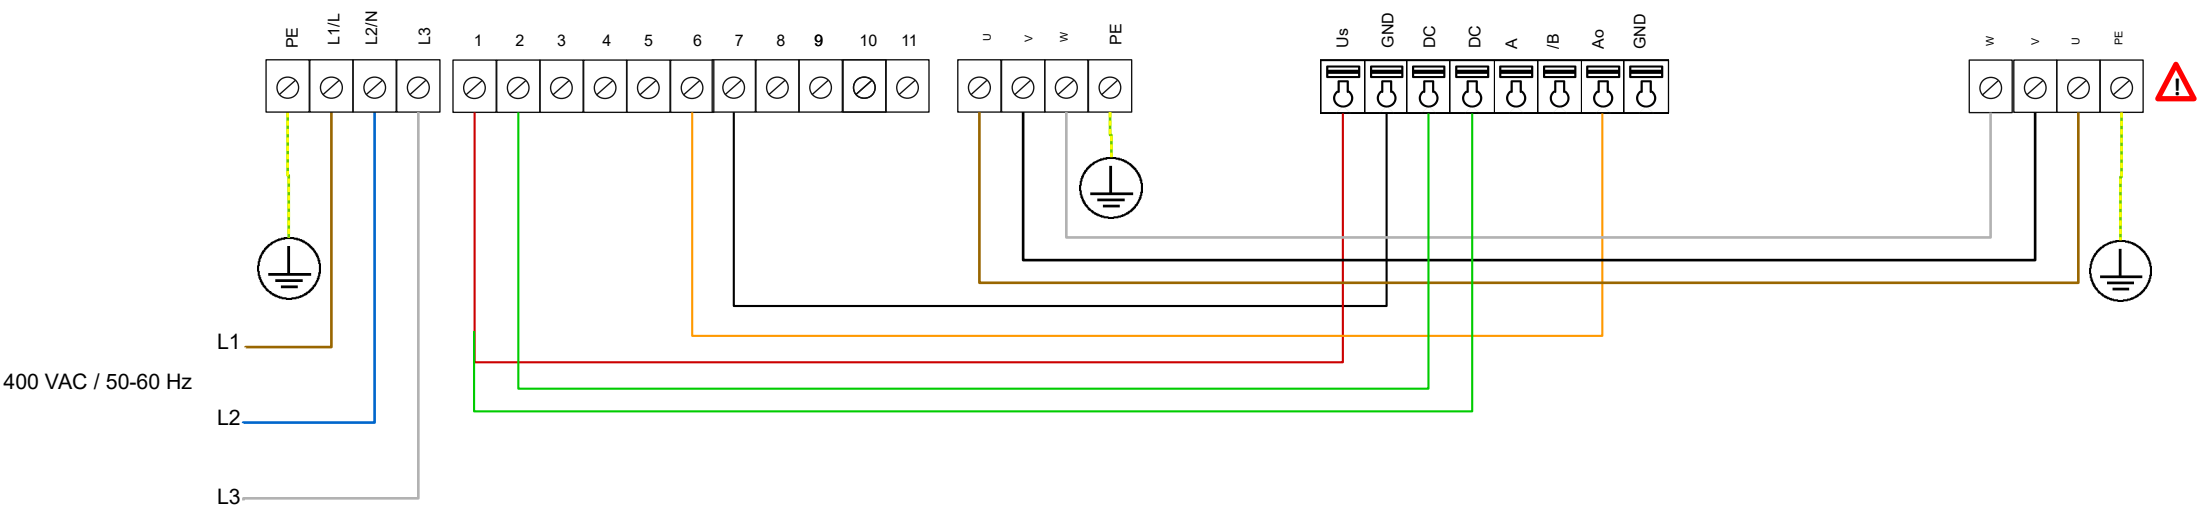 PE L1/L L2/N L3 1 2 3 4 5 6 7 8 9 10 11 U V W PE Us GND DC DC A /B Ao GND W V U PE
!
L1
400 VAC / 50-60 Hz
L2
L3